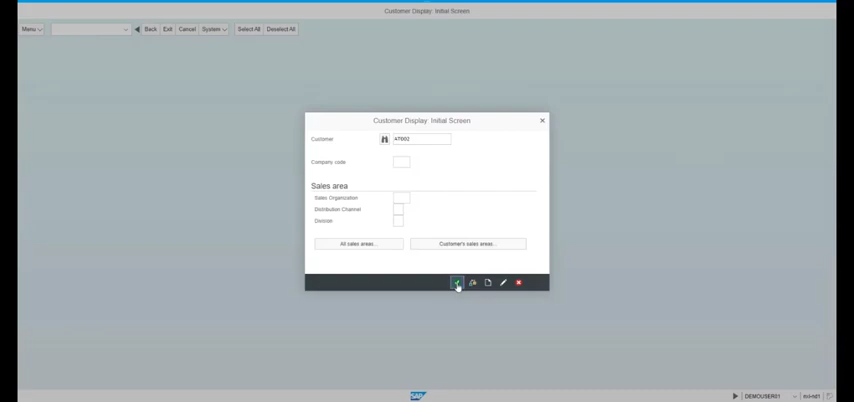 Customer Display: Initial Screen
Menu Back Exit Cancel System Select All Deselect All
Customer Display: Initial Screen
Customer AT002
Company code
Sales area
Sales Organization
Distribution Channel
Division
All sales areas... Customer's sales areas...
SAP
DEMOUSER01